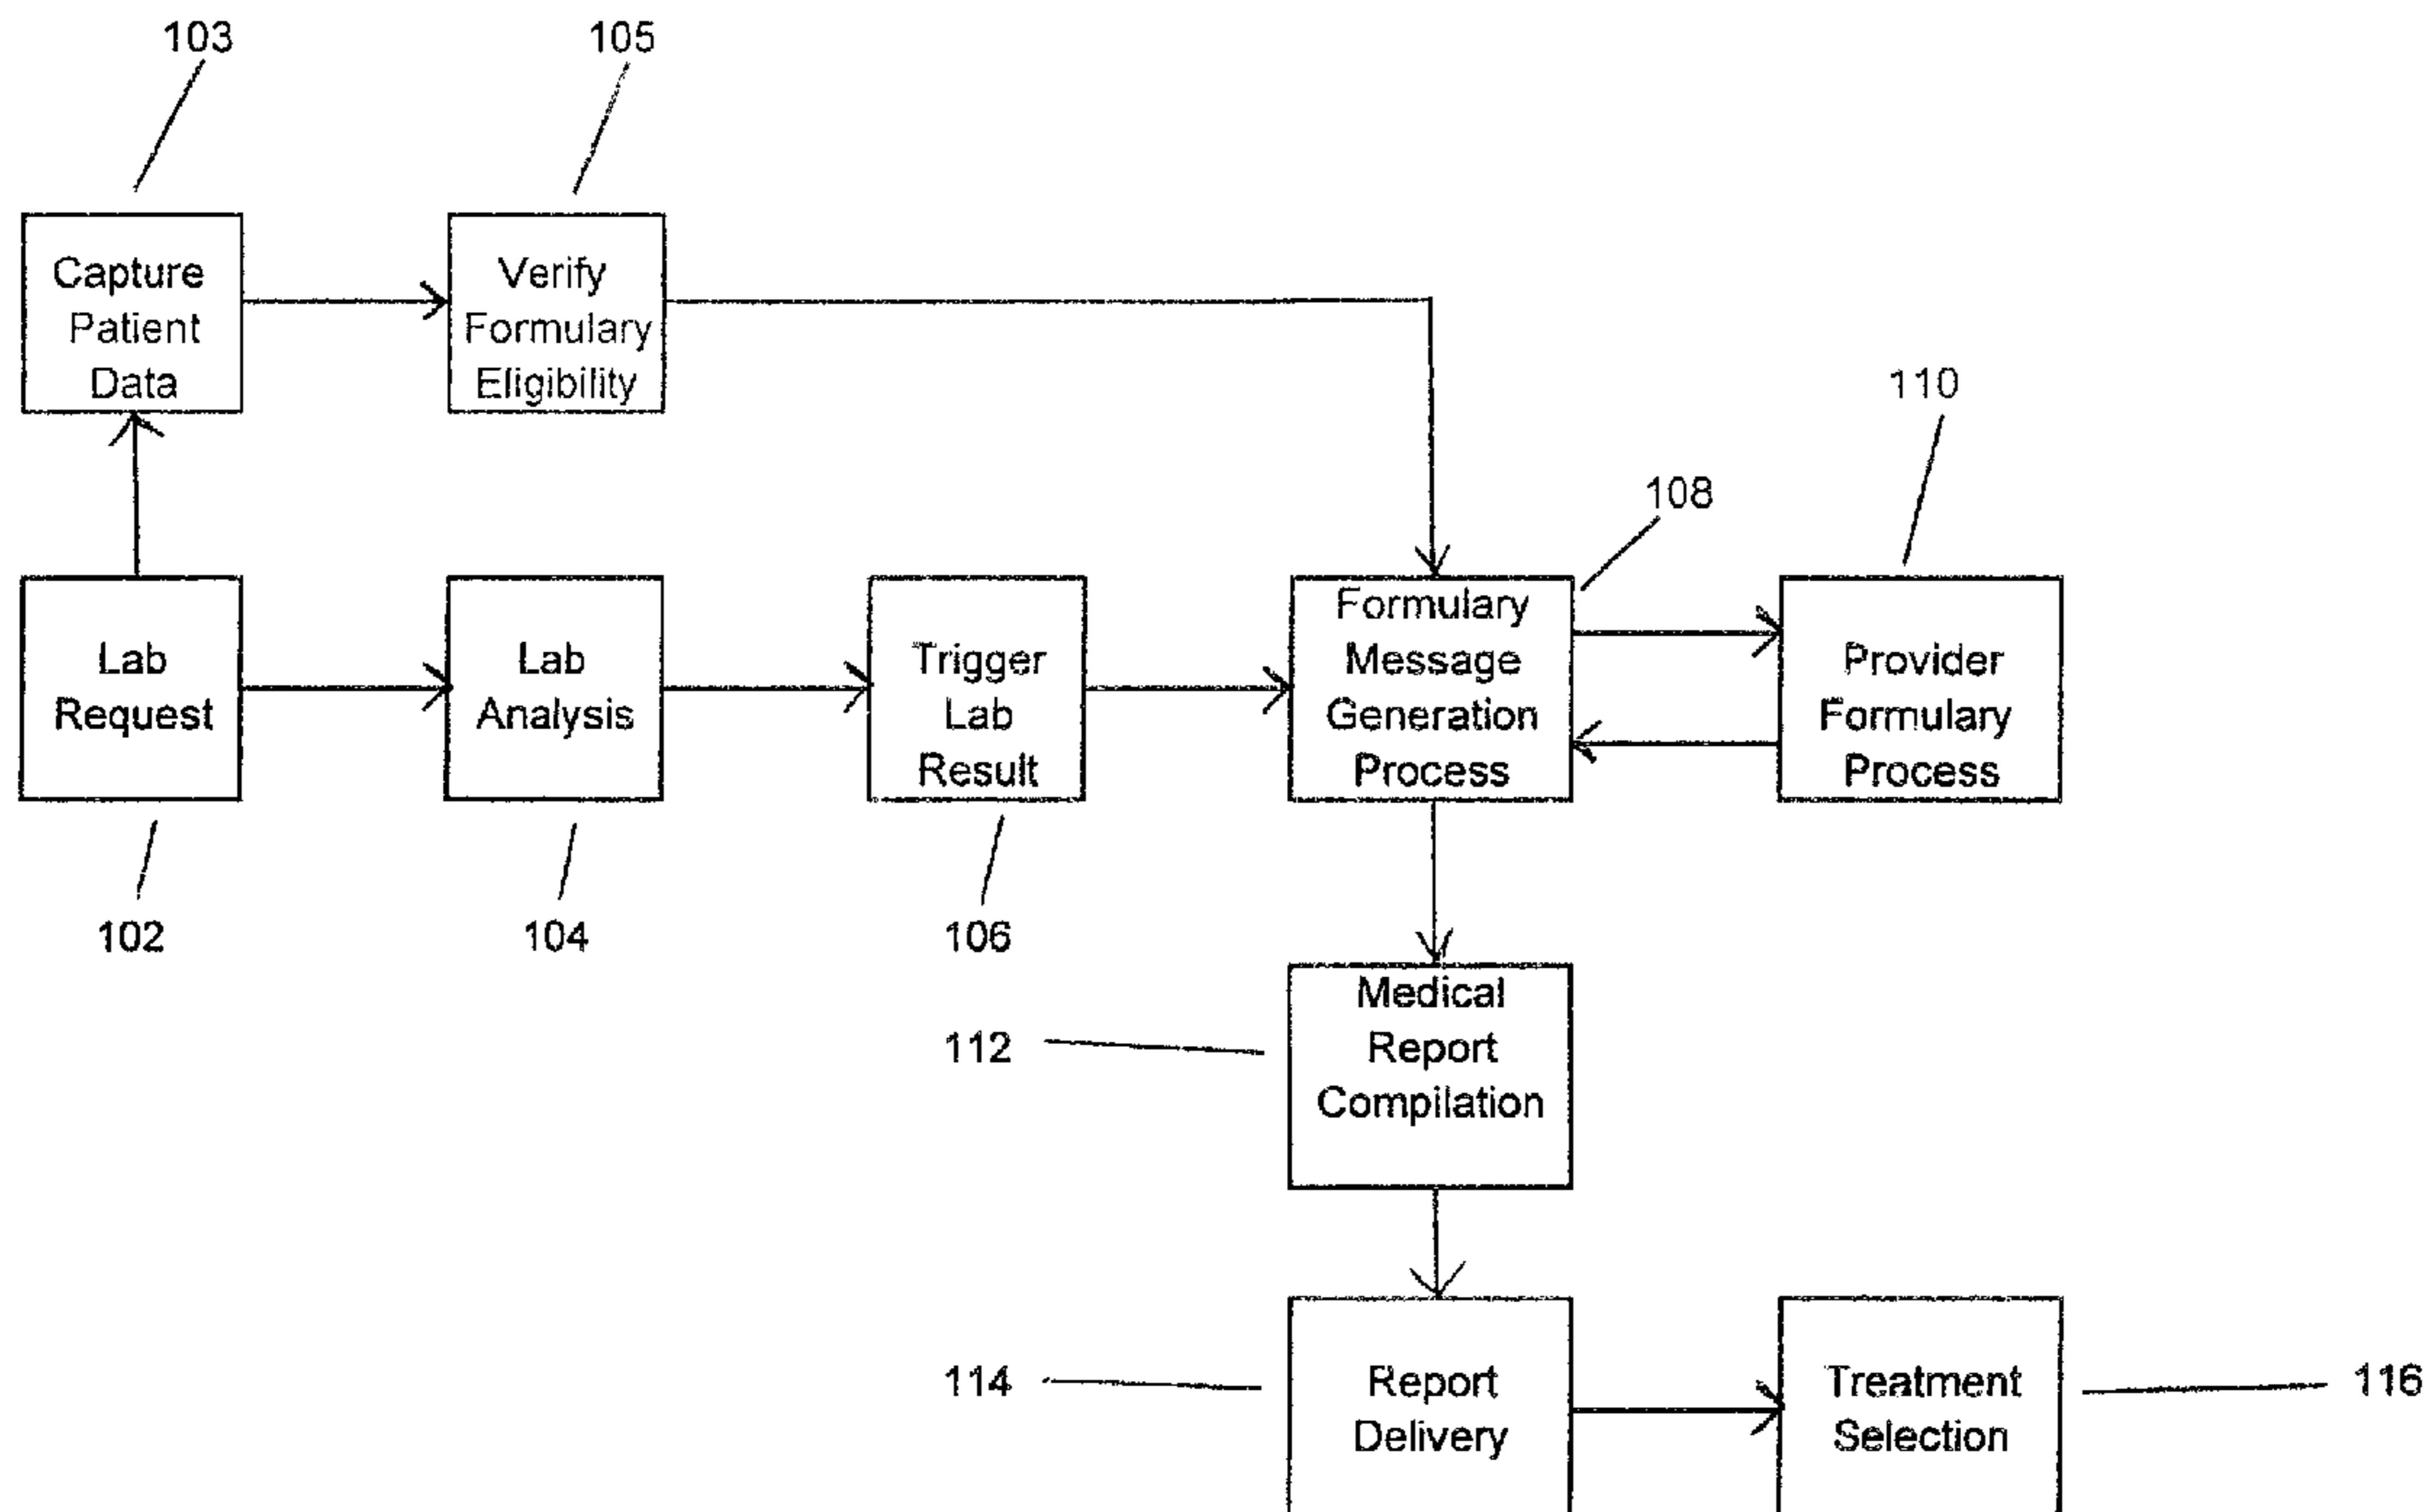 103
105
Capture
Patient
Data
Verify
Formulary
Eligibility
110
108
Lab
Request
Lab
Analysis
Trigger
Lab
Result
Formulary
Message
Generation
Process
Provider
Formulary
Process
102
104
106
Medical
Report
Compilation
112
114
Report
Delivery
Treatment
Selection
116